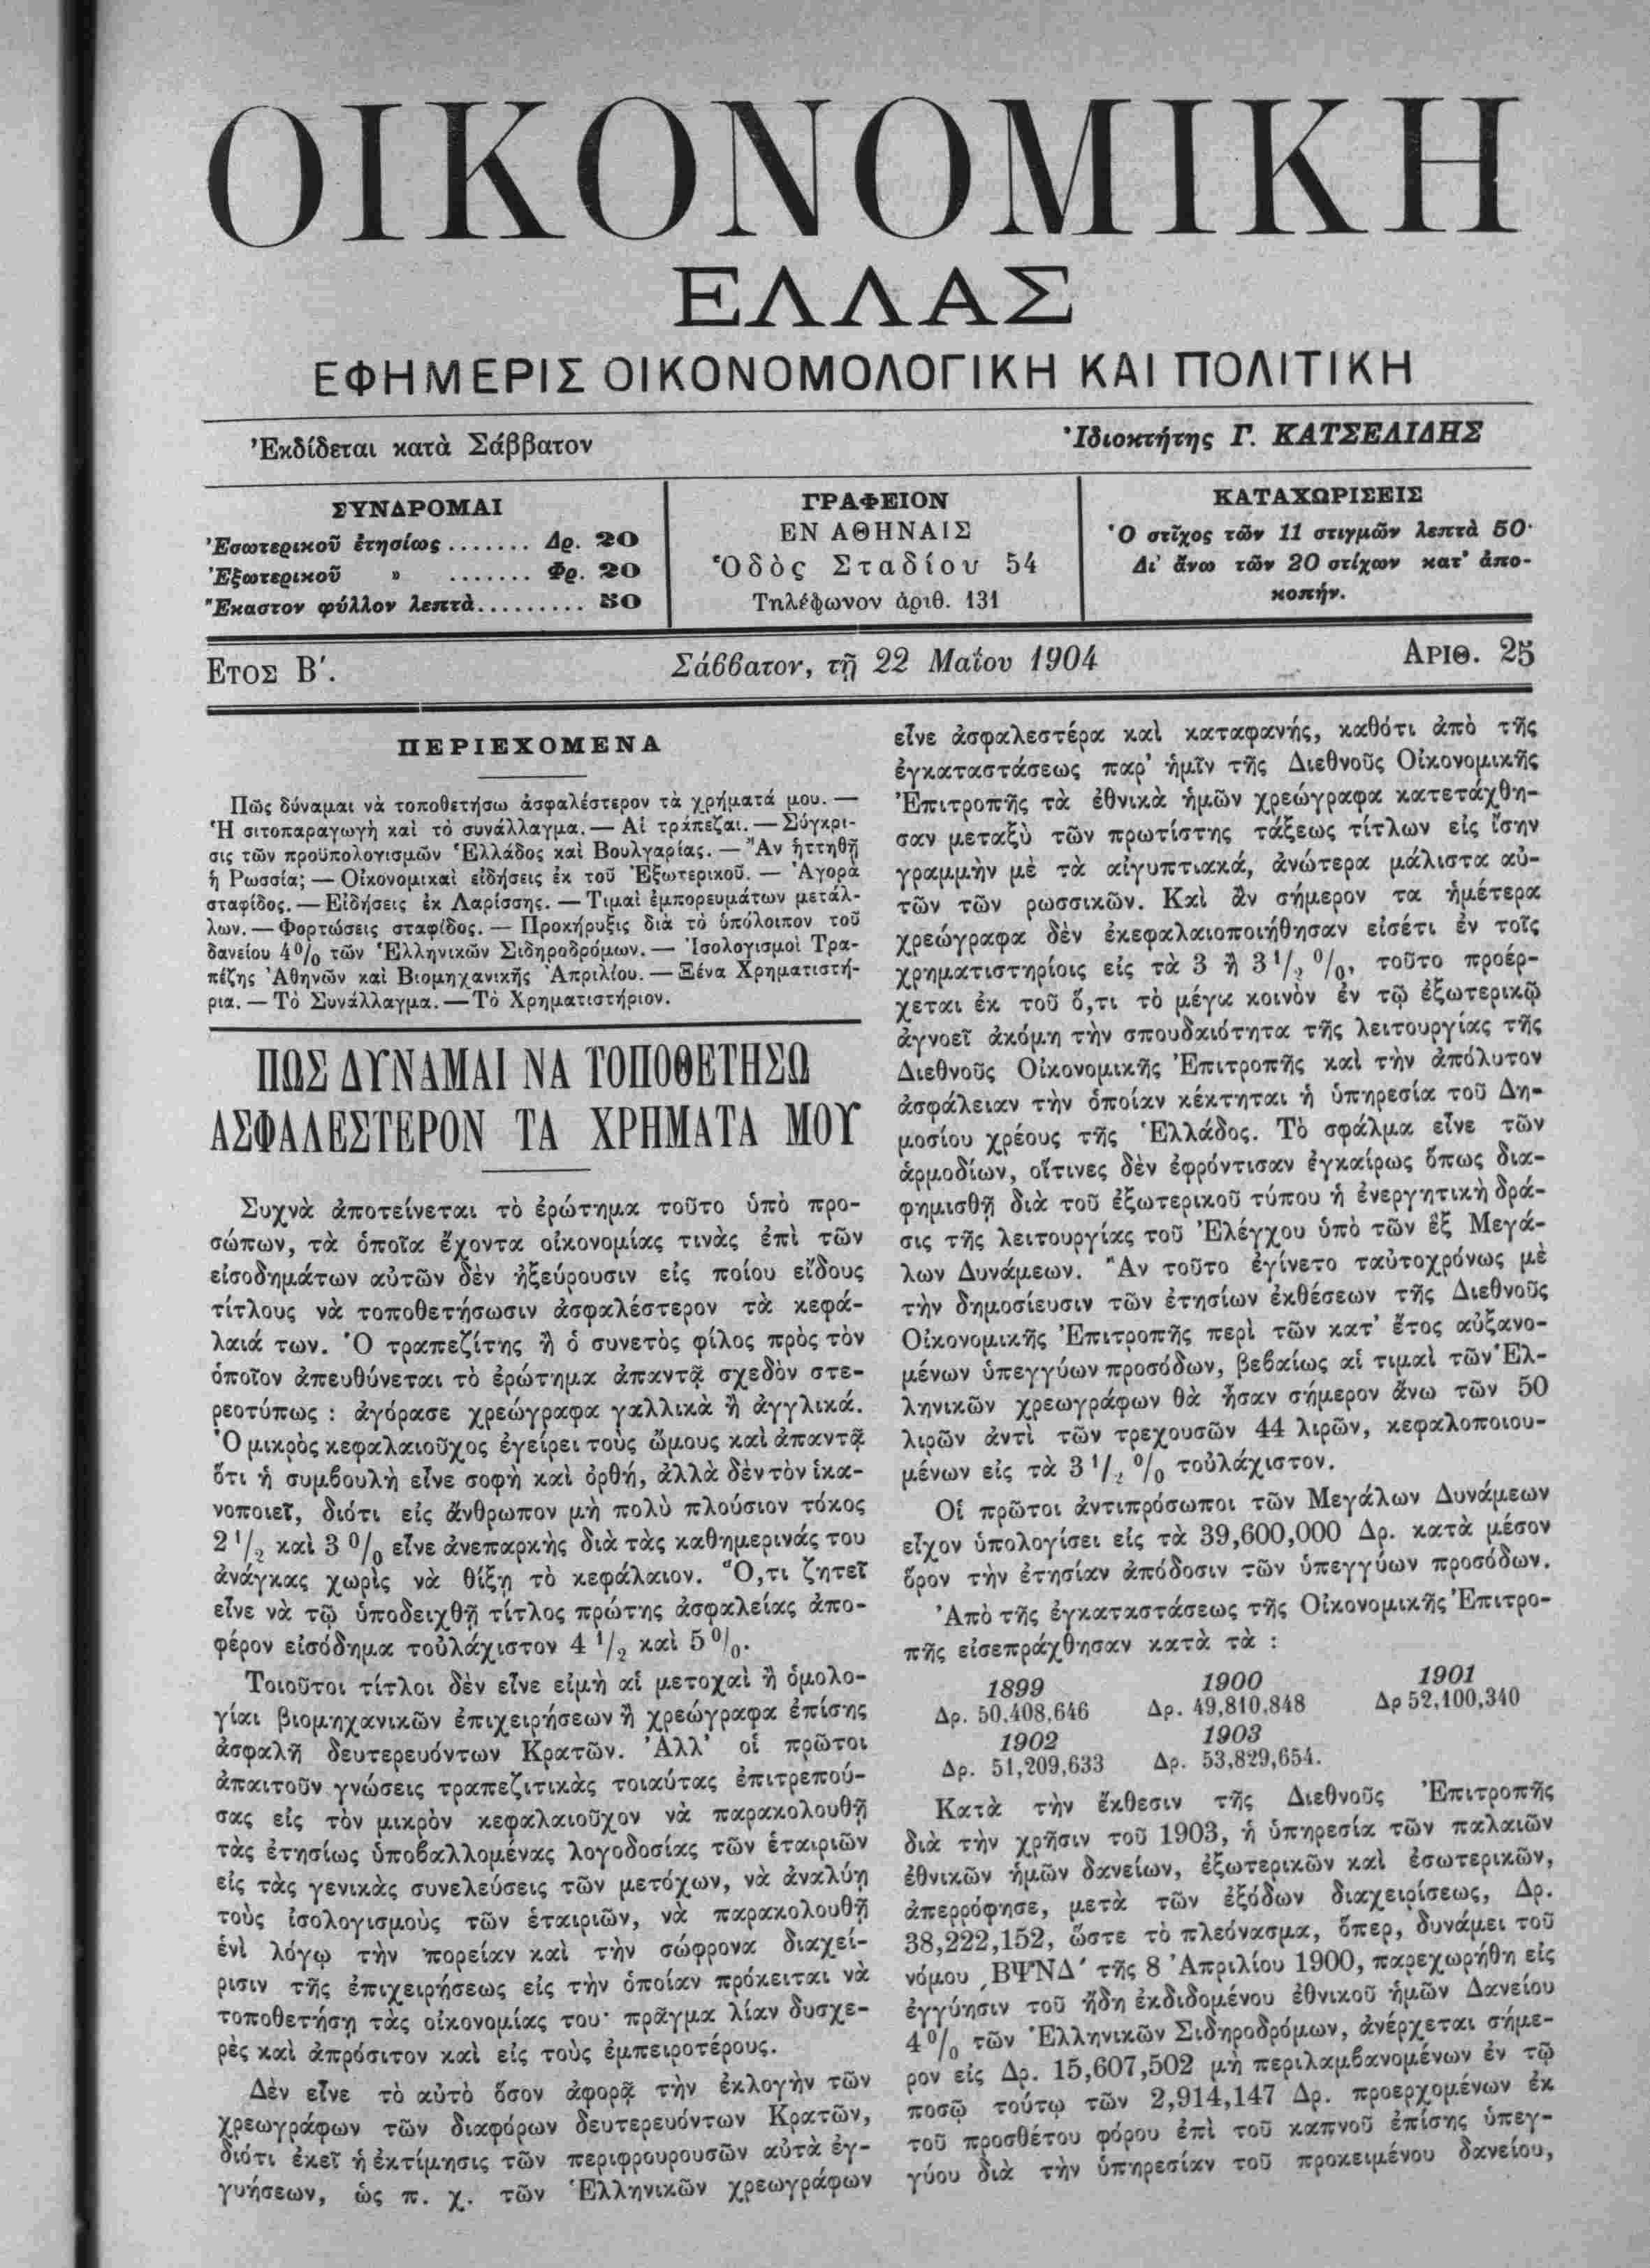 ΟΙΚΟΝΟΜΙΚΗ
ΕΛΛΑΣ
ΕΦΗΜΕΡΙΣ ΟΙΚΟΝΟΜΟΛΟΓΙΚΗ ΚΑΙ ΠΟΛΙΤΙΚΗ
Ἐκδίδεται κατὰ Σάββατον
Ἰδιοκτήτης Γ. ΚΑΤΣΕΛΙΔΗΣ
ΣΥΝΔΡΟΜΑΙ
Ἐσωτερικοῦ ἐτησίως ....... Δρ. 20
Ἐξωτερικοῦ » ....... Φρ. 20
Ἕκαστον φύλλον λεπτὰ.......... 50
ΓΡΑΦΕΙΟΝ
ΕΝ ΑΘΗΝΑΙΣ
Ὁδὸς Σταδίου 54
Τηλέφωνον ἀριθ. 131
ΚΑΤΑΧΩΡΙΣΕΙΣ
Ὁ στῖχος τῶν 11 στιγμῶν λεπτὰ 50·
Δι' ἄνω τῶν 20 στίχων κατ' ἀπο-
κοπήν.
ΕΤΟΣ Β'.
Σάββατον, τῇ 22 Μαΐου 1904
ΑΡΙΘ. 25
ΠΕΡΙΕΧΟΜΕΝΑ
Πῶς δύναμαι νὰ τοποθετήσω ἀσφαλέστερον τὰ χρήματά μου. —
Ἡ σιτοπαραγωγὴ καὶ τὸ συνάλλαγμα. — Αἱ τράπεζαι. — Σύγκρι-
σις τῶν προϋπολογισμῶν Ἑλλάδος καὶ Βουλγαρίας. — Ἂν ἡττηθῇ
ἡ Ρωσσία; — Οἰκονομικαὶ εἰδήσεις ἐκ τοῦ Ἐξωτερικοῦ. — Ἀγορὰ
σταφίδος. — Εἰδήσεις ἐκ Λαρίσσης. — Τιμαὶ ἐμπορευμάτων μετάλ-
λων. — Φορτώσεις σταφίδος. — Προκήρυξις διὰ τὸ ὑπόλοιπον τοῦ
δανείου 4% τῶν Ἑλληνικῶν Σιδηροδρόμων. — Ἰσολογισμοὶ Τρα-
πέζης Ἀθηνῶν καὶ Βιομηχανικῆς Ἀπριλίου. — Ξένα Χρηματιστή-
ρια. — Τὸ Συνάλλαγμα. — Τὸ Χρηματιστήριον.
ΠΩΣ ΔΥΝΑΜΑΙ ΝΑ ΤΟΠΟΘΕΤΗΣΩ
ΑΣΦΑΛΕΣΤΕΡΟΝ ΤΑ ΧΡΗΜΑΤΑ ΜΟΥ
Συχνὰ ἀποτείνεται τὸ ἐρώτημα τοῦτο ὑπὸ προ-
σώπων, τὰ ὁποῖα ἔχοντα οἰκονομίας τινὰς ἐπὶ τῶν
εἰσοδημάτων αὐτῶν δὲν ἠξεύρουσιν εἰς ποίου εἴδους
τίτλους νὰ τοποθετήσωσιν ἀσφαλέστερον τὰ κεφά-
λαιά των. Ὁ τραπεζίτης ἢ ὁ συνετὸς φίλος πρὸς τὸν
ὁποῖον ἀπευθύνεται τὸ ἐρώτημα ἀπαντᾷ σχεδὸν στε-
ρεοτύπως : ἀγόρασε χρεώγραφα γαλλικὰ ἢ ἀγγλικά.
Ὁ μικρὸς κεφαλαιοῦχος ἐγείρει τοὺς ὤμους καὶ ἀπαντᾷ
ὅτι ἡ συμβουλὴ εἶνε σοφὴ καὶ ὀρθή, ἀλλὰ δὲν τὸν ἱκα-
νοποιεῖ, διότι εἰς ἄνθρωπον μὴ πολὺ πλούσιον τόκος
2 1/2 καὶ 3 % εἶνε ἀνεπαρκὴς διὰ τὰς καθημερινάς του
ἀνάγκας χωρὶς νὰ θίξῃ τὸ κεφάλαιον. Ὅ,τι ζητεῖ
εἶνε νὰ τῷ ὑποδειχθῇ τίτλος πρώτης ἀσφαλείας ἀπο-
φέρον εἰσόδημα τοὐλάχιστον 4 1/2 καὶ 5%.
Τοιοῦτοι τίτλοι δὲν εἶνε εἰμὴ αἱ μετοχαὶ ἢ ὁμολο-
γίαι βιομηχανικῶν ἐπιχειρήσεων ἢ χρεώγραφα ἐπίσης
ἀσφαλῆ δευτερευόντων Κρατῶν. Ἀλλ' οἱ πρῶτοι
ἀπαιτοῦν γνώσεις τραπεζιτικὰς τοιαύτας ἐπιτρεπού-
σας εἰς τὸν μικρὸν κεφαλαιοῦχον νὰ παρακολουθῇ
τὰς ἐτησίως ὑποβαλλομένας λογοδοσίας τῶν ἑταιριῶν
εἰς τὰς γενικὰς συνελεύσεις τῶν μετόχων, νὰ ἀναλύῃ
τοὺς ἰσολογισμοὺς τῶν ἑταιριῶν, νὰ παρακολουθῇ
ἑνὶ λόγῳ τὴν πορείαν καὶ τὴν σώφρονα διαχεί-
ρισιν τῆς ἐπιχειρήσεως εἰς τὴν ὁποίαν πρόκειται νὰ
τοποθετήσῃ τὰς οἰκονομίας του· πρᾶγμα λίαν δυσχε-
ρὲς καὶ ἀπρόσιτον καὶ εἰς τοὺς ἐμπειροτέρους.
Δὲν εἶνε τὸ αὐτὸ ὅσον ἀφορᾷ τὴν ἐκλογὴν τῶν
χρεωγράφων τῶν διαφόρων δευτερευόντων Κρατῶν,
διότι ἐκεῖ ἡ ἐκτίμησις τῶν περιφρουρουσῶν αὐτὰ ἐγ-
γυήσεων, ὡς π. χ. τῶν Ἑλληνικῶν χρεωγράφων
εἶνε ἀσφαλεστέρα καὶ καταφανής, καθότι ἀπὸ τῆς
ἐγκαταστάσεως παρ' ἡμῖν τῆς Διεθνοῦς Οἰκονομικῆς
Ἐπιτροπῆς τὰ ἐθνικὰ ἡμῶν χρεώγραφα κατετάχθη-
σαν μεταξὺ τῶν πρωτίστης τάξεως τίτλων εἰς ἴσην
γραμμὴν μὲ τὰ αἰγυπτιακά, ἀνώτερα μάλιστα αὐ-
τῶν τῶν ρωσσικῶν. Καὶ ἂν σήμερον τα ἡμέτερα
χρεώγραφα δὲν ἐκεφαλαιοποιήθησαν εἰσέτι ἐν τοῖς
χρηματιστηρίοις εἰς τὰ 3 ἢ 3 1/2 %, τοῦτο προέρ-
χεται ἐκ τοῦ ὅ,τι τὸ μέγα κοινὸν ἐν τῷ ἐξωτερικῷ
ἀγνοεῖ ἀκόμη τὴν σπουδαιότητα τῆς λειτουργίας τῆς
Διεθνοῦς Οἰκονομικῆς Ἐπιτροπῆς καὶ τὴν ἀπόλυτον
ἀσφάλειαν τὴν ὁποίαν κέκτηται ἡ ὑπηρεσία τοῦ Δη-
μοσίου χρέους τῆς Ἑλλάδος. Τὸ σφάλμα εἶνε τῶν
ἁρμοδίων, οἵτινες δὲν ἐφρόντισαν ἐγκαίρως ὅπως δια-
φημισθῇ διὰ τοῦ ἐξωτερικοῦ τύπου ἡ ἐνεργητικὴ δρά-
σις τῆς λειτουργίας τοῦ Ἐλέγχου ὑπὸ τῶν ἓξ Μεγά-
λων Δυνάμεων. Ἂν τοῦτο ἐγίνετο ταὐτοχρόνως μὲ
τὴν δημοσίευσιν τῶν ἐτησίων ἐκθέσεων τῆς Διεθνοῦς
Οἰκονομικῆς Ἐπιτροπῆς περὶ τῶν κατ' ἔτος αὐξανο-
μένων ὑπεγγύων προσόδων, βεβαίως αἱ τιμαὶ τῶν Ἑλ-
ληνικῶν χρεωγράφων θὰ ἦσαν σήμερον ἄνω τῶν 50
λιρῶν ἀντὶ τῶν τρεχουσῶν 44 λιρῶν, κεφαλοποιου-
μένων εἰς τὰ 3 1/2 % τοὐλάχιστον.
Οἱ πρῶτοι ἀντιπρόσωποι τῶν Μεγάλων Δυνάμεων
εἶχον ὑπολογίσει εἰς τὰ 39,600,000 Δρ. κατὰ μέσον
ὅρον τὴν ἐτησίαν ἀπόδοσιν τῶν ὑπεγγύων προσόδων.
Ἀπὸ τῆς ἐγκαταστάσεως τῆς Οἰκονομικῆς Ἐπιτρο-
πῆς εἰσεπράχθησαν κατὰ τὰ :
1899 1900 1901
Δρ. 50.408,646 Δρ. 49,810,848 Δρ 52,100,340
1902 1903
Δρ. 51,209,633 Δρ. 53,829,654.
Κατὰ τὴν ἔκθεσιν τῆς Διεθνοῦς Ἐπιτροπῆς
διὰ τὴν χρῆσιν τοῦ 1903, ἡ ὑπηρεσία τῶν παλαιῶν
ἐθνικῶν ἡμῶν δανείων, ἐξωτερικῶν καὶ ἐσωτερικῶν,
ἀπερρόφησε, μετὰ τῶν ἐξόδων διαχειρίσεως, Δρ.
38,222,152, ὥστε τὸ πλεόνασμα, ὅπερ, δυνάμει τοῦ
νόμου ͵ΒΨΝΔ' τῆς 8 Ἀπριλίου 1900, παρεχωρήθη εἰς
ἐγγύησιν τοῦ ἤδη ἐκδιδομένου ἐθνικοῦ ἡμῶν Δανείου
4% τῶν Ἑλληνικῶν Σιδηροδρόμων, ἀνέρχεται σήμε-
ρον εἰς Δρ. 15,607,502 μὴ περιλαμβανομένων ἐν τῷ
ποσῷ τούτῳ τῶν 2,914,147 Δρ. προερχομένων ἐκ
τοῦ προσθέτου φόρου ἐπὶ τοῦ καπνοῦ ἐπίσης ὑπεγ-
γύου διὰ τὴν ὑπηρεσίαν τοῦ προκειμένου δανείου,